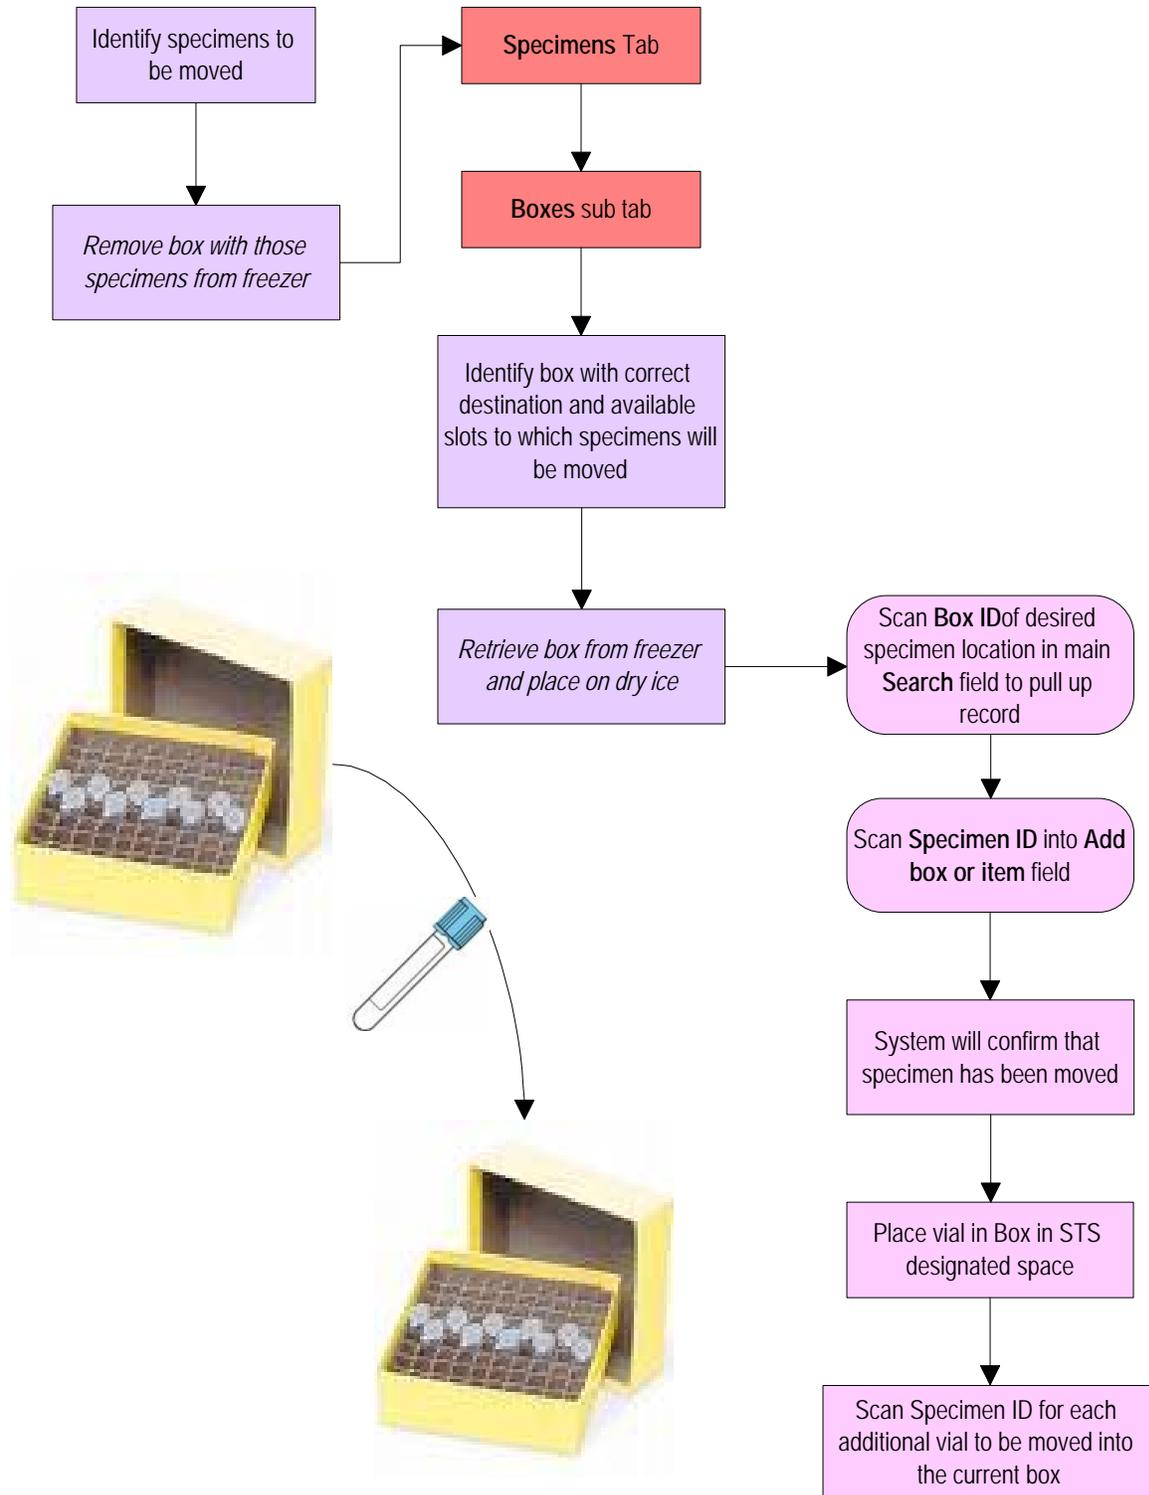 Identify specimens to
be moved
Remove box with those
specimens from freezer
Specimens Tab
Boxes sub tab
Identify box with correct
destination and available
slots to which specimens will
be moved
Retrieve box from freezer
and place on dry ice
Scan Box IDof desired
specimen location in main
Search field to pull up
record
Scan Specimen ID into Add
box or item field
System will confirm that
specimen has been moved
Place vial in Box in STS
designated space
Scan Specimen ID for each
additional vial to be moved into
the current box